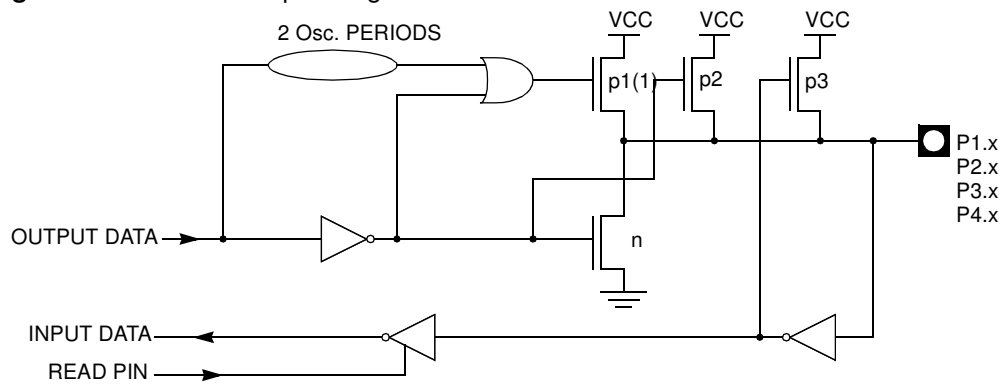 VCC VCC VCC
2 Osc. PERIODS
p1(1) p2 p3
P1.x
P2.x
P3.x
P4.x
OUTPUT DATA
n
INPUT DATA
READ PIN